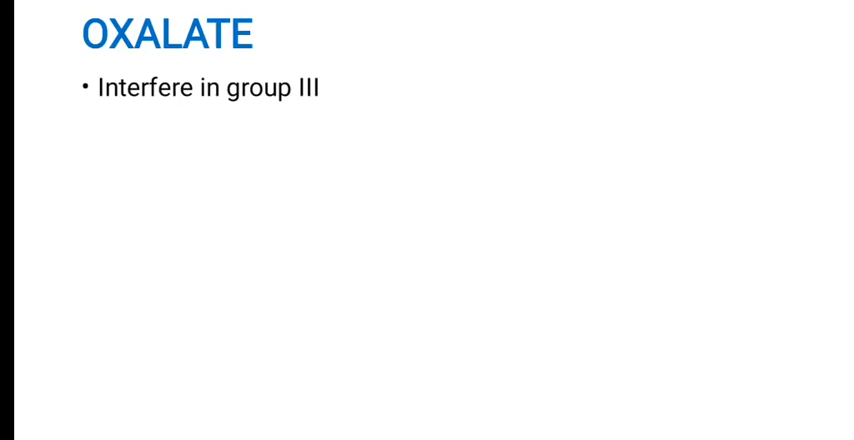 OXALATE
• Interfere in group III